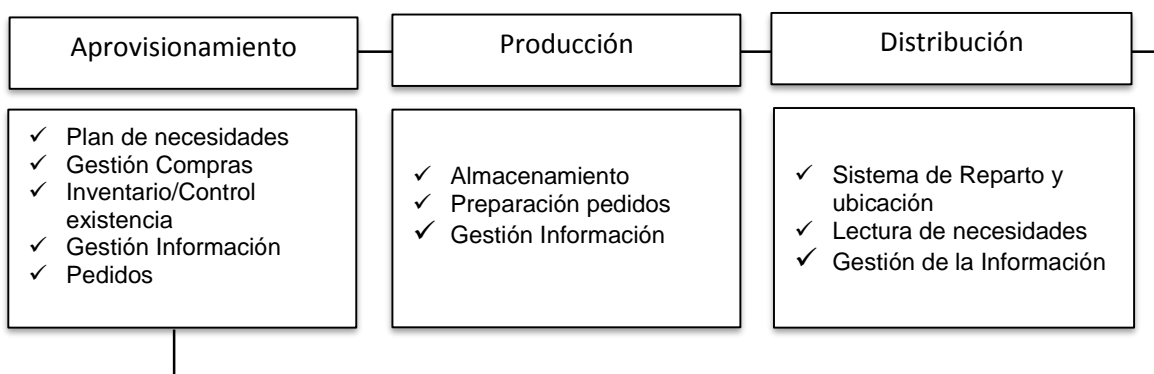 Aprovisionamiento
Producción
Distribución
✓ Plan de necesidades
✓ Gestión Compras
✓ Inventario/Control
existencia
✓ Gestión Información
✓ Pedidos
✓ Almacenamiento
✓ Preparación pedidos
✓ Gestión Información
✓ Sistema de Reparto y
ubicación
✓ Lectura de necesidades
✓ Gestión de la Información